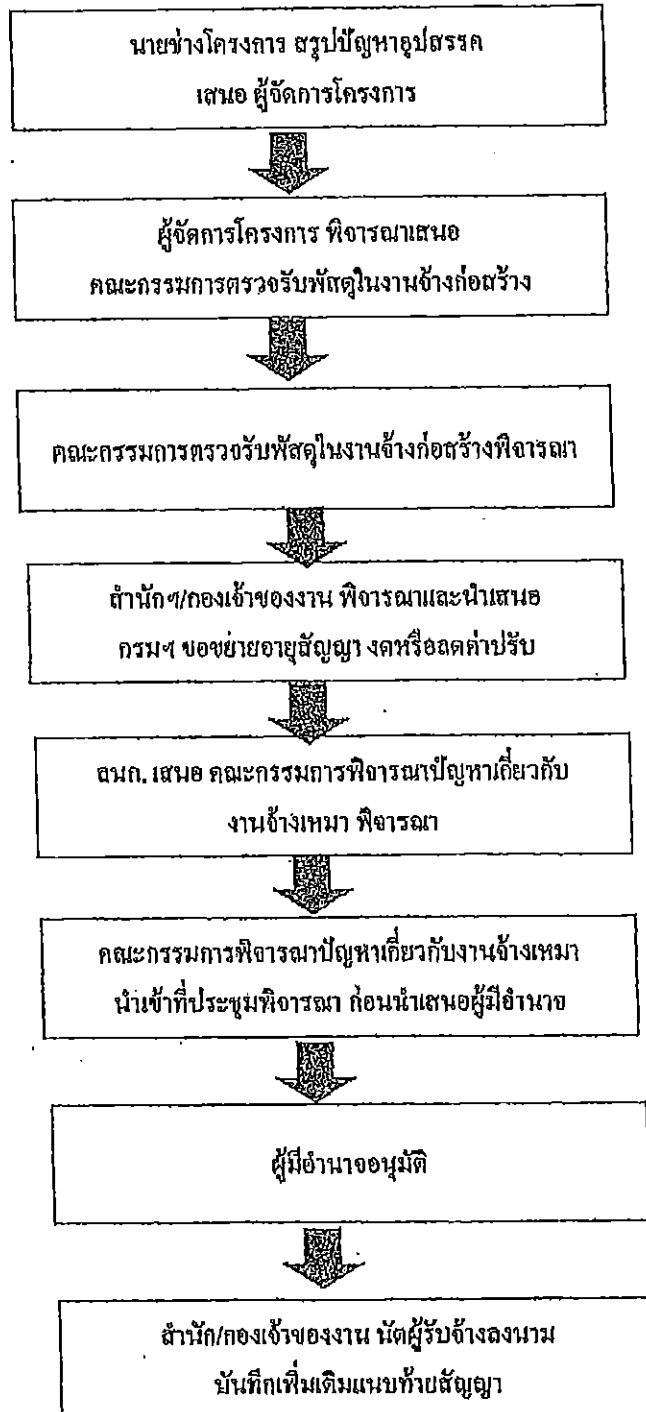 นายช่างโครงการ สรุปปัญหาอุปสรรค
เสนอ ผู้จัดการโครงการ
ผู้จัดการโครงการ พิจารณาเสนอ
คณะกรรมการตรวจรับพัสดุในงานจ้างก่อสร้าง
คณะกรรมการตรวจรับพัสดุในงานจ้างก่อสร้างพิจารณา
สำนักฯ/กองเจ้าของงาน พิจารณาและนำเสนอ
กรมฯ ขอขยายอายุสัญญา งดหรือลดค่าปรับ
สนก. เสนอ คณะกรรมการพิจารณาปัญหาเกี่ยวกับ
งานจ้างเหมา พิจารณา
คณะกรรมการพิจารณาปัญหาเกี่ยวกับงานจ้างเหมา
นำเข้าที่ประชุมพิจารณา ก่อนนำเสนอผู้มีอำนาจ
ผู้มีอำนาจอนุมัติ
สำนัก/กองเจ้าของงาน นัดผู้รับจ้างลงนาม
บันทึกเพิ่มเติมแนบท้ายสัญญา